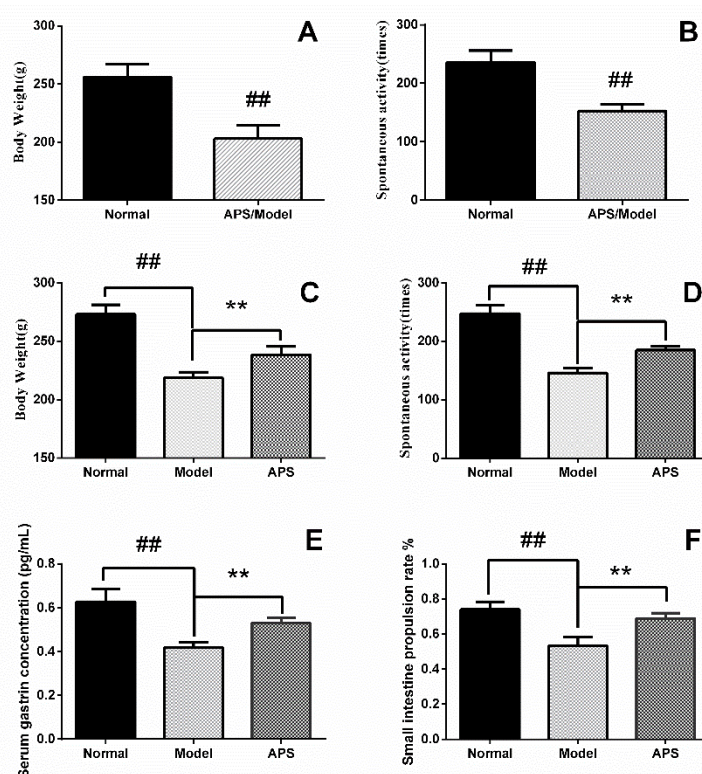 A
Body Weight(g)
300
250
200
150
##
Normal
APS/Model
B
Spontaneous activity(times)
300
200
100
0
##
Normal
APS/Model
C
Body Weight(g)
300
250
200
150
##
**
Normal
Model
APS
D
Spontaneous activity(times)
300
200
100
0
##
**
Normal
Model
APS
E
Serum gastrin concentration (pg/mL)
0.8
0.6
0.4
0.2
0.0
##
**
Normal
Model
APS
F
Small intestine propulsion rate %
1.0
0.8
0.6
0.4
0.2
0.0
##
**
Normal
Model
APS